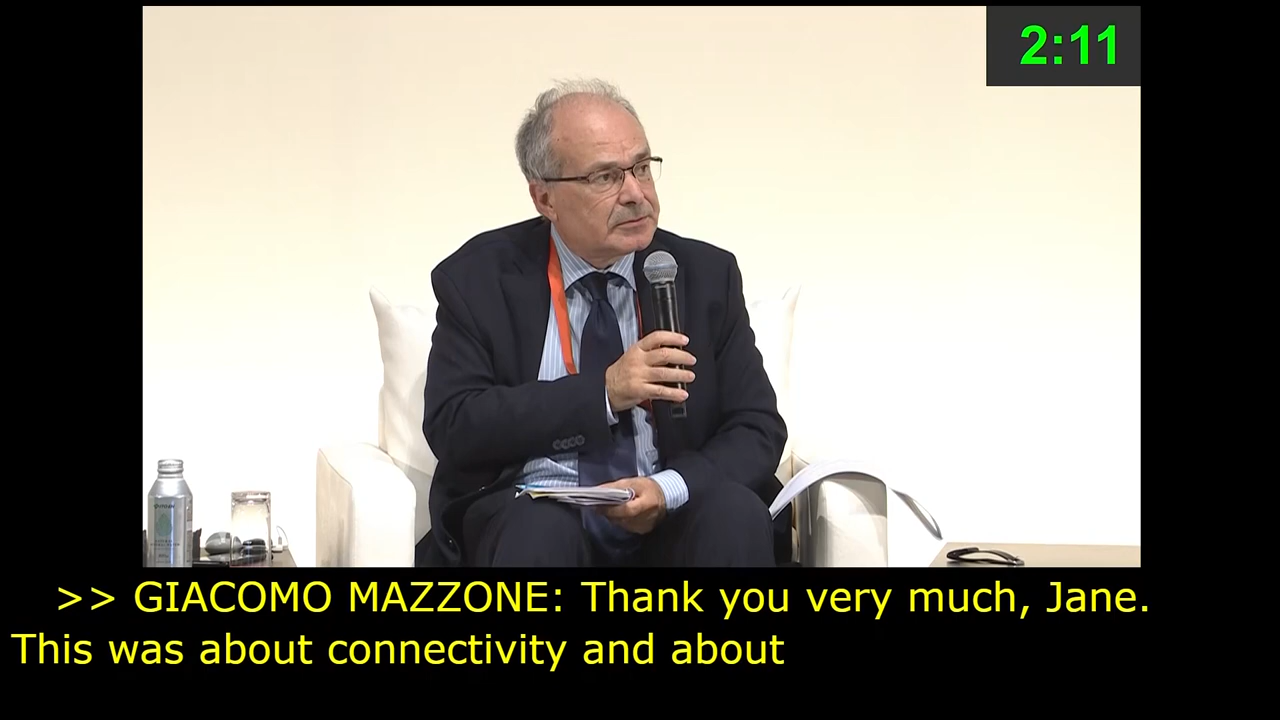 2:11
>> GIACOMO MAZZONE: Thank you very much, Jane.
This was about connectivity and about